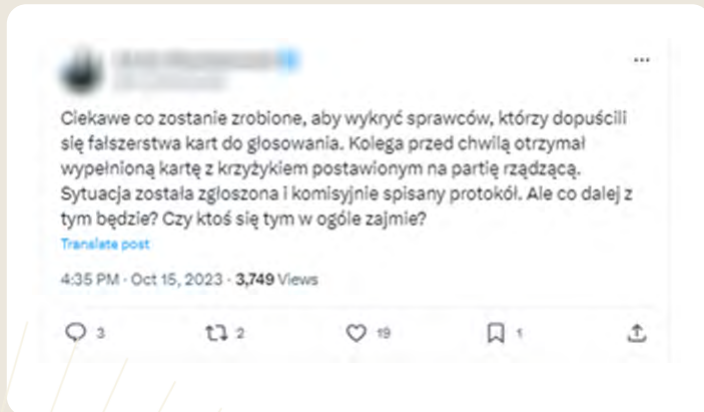 Ciekawe co zostanie zrobione, aby wykryć sprawców, którzy dopuścili
się fałszerstwa kart do głosowania. Kolega przed chwilą otrzymał
wypełnioną kartę z krzyżykiem postawionym na partię rządzącą.
Sytuacja została zgłoszona i komisyjnie spisany protokół. Ale co dalej z
tym będzie? Czy ktoś się tym w ogóle zajmie?
Translate post
4:35 PM · Oct 15, 2023 · 3,749 Views
3 2 19 1